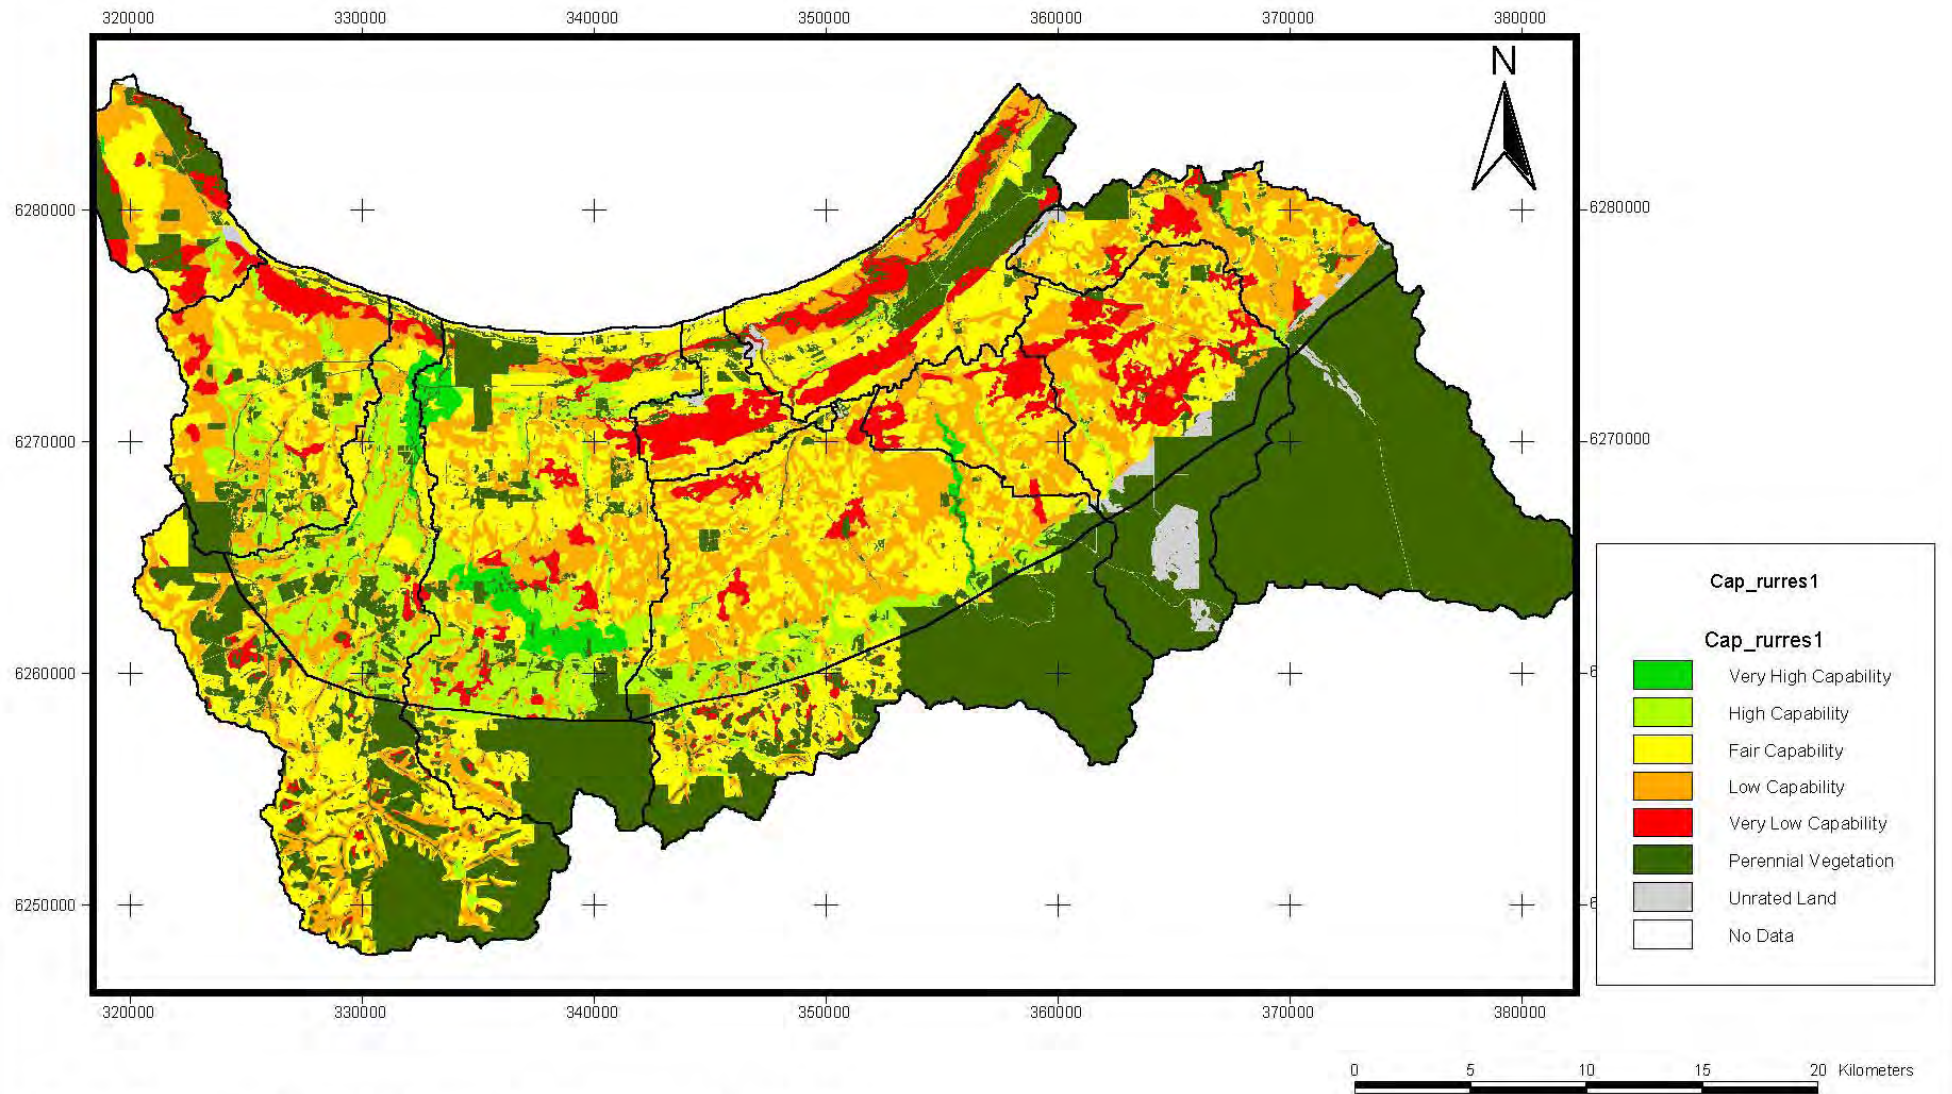 320000 330000 340000 350000 360000 370000 380000
N
6280000 6280000
6270000 6270000
6260000 6
6250000 6
Cap_rurres1
Cap_rurres1
Very High Capability
High Capability
Fair Capability
Low Capability
Very Low Capability
Perennial Vegetation
Unrated Land
No Data
320000 330000 340000 350000 360000 370000 380000
0 5 10 15 20 Kilometers